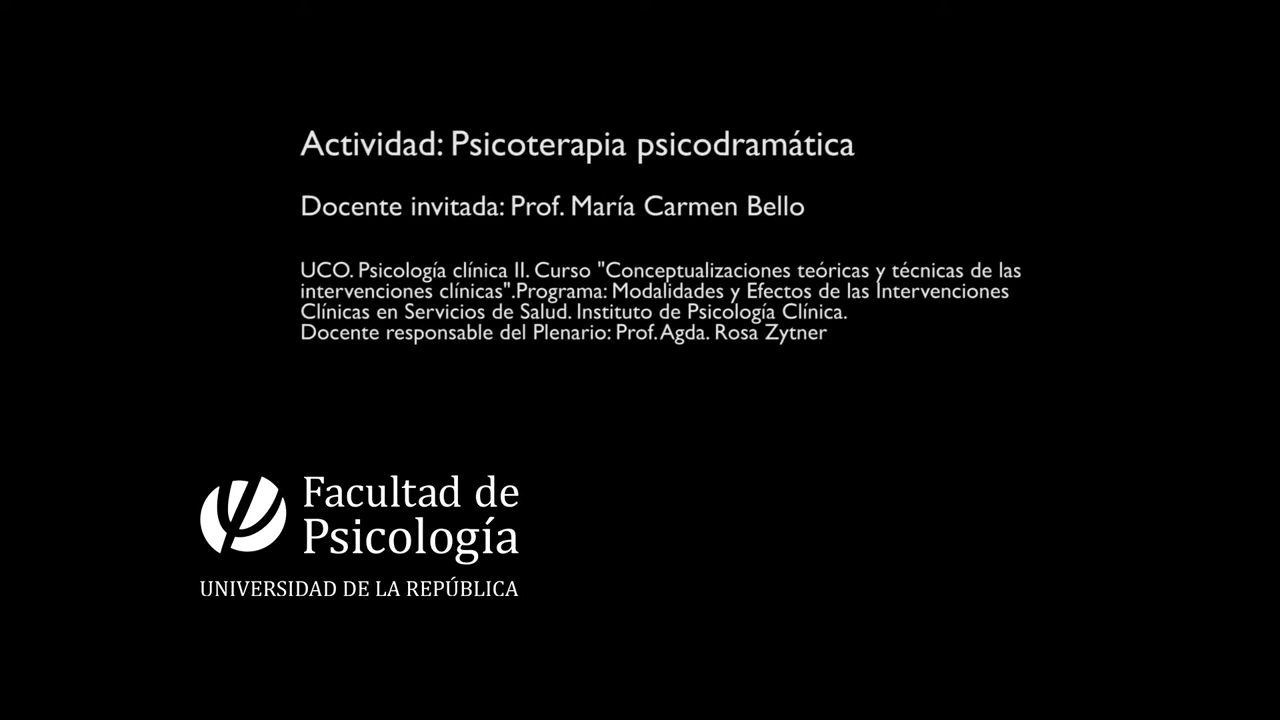 Actividad: Psicoterapia psicodramática
Docente invitada: Prof. María Carmen Bello
UCO. Psicología clínica II. Curso "Conceptualizaciones teóricas y técnicas de las
intervenciones clínicas".Programa: Modalidades y Efectos de las Intervenciones
Clínicas en Servicios de Salud. Instituto de Psicología Clínica.
Docente responsable del Plenario: Prof. Agda. Rosa Zytner
Facultad de
Psicología
UNIVERSIDAD DE LA REPÚBLICA